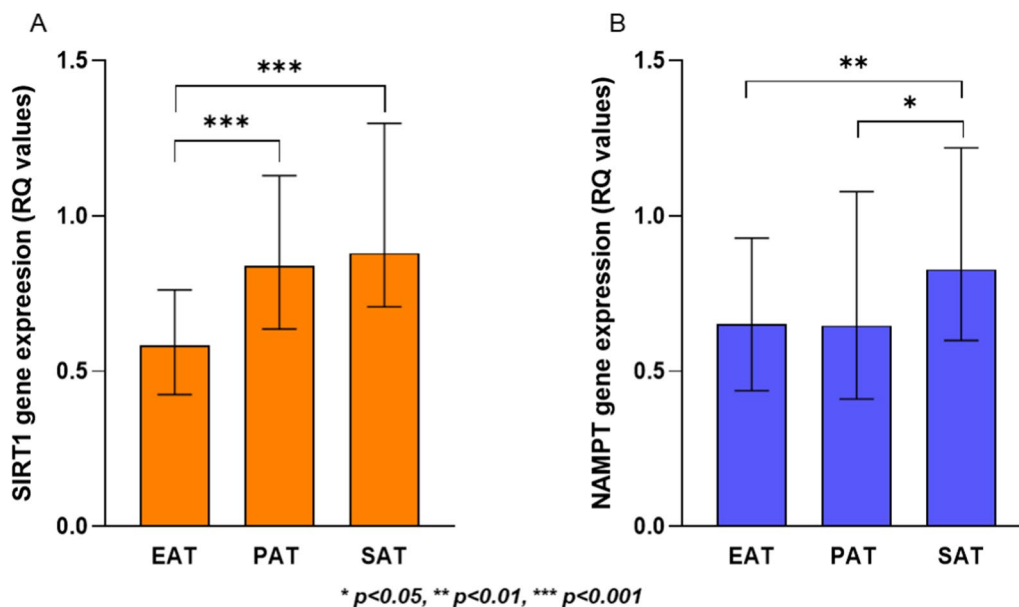 A
SIRT1 gene expreesion (RQ values)
1.5
1.0
0.5
0.0
***
***
EAT PAT SAT
B
NAMPT gene expression (RQ values)
1.5
1.0
0.5
0.0
**
*
EAT PAT SAT
* p<0.05, ** p<0.01, *** p<0.001